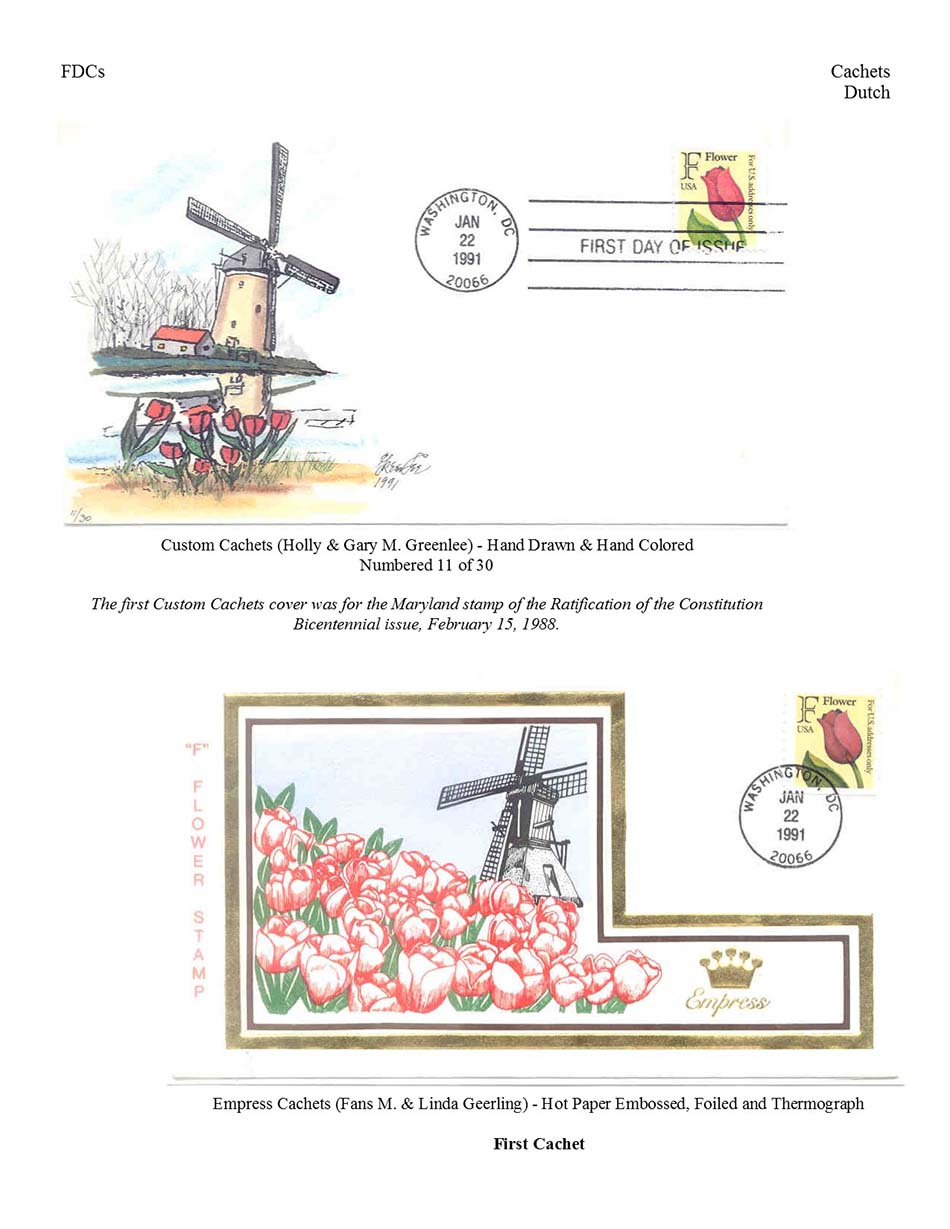 FDCs
Cachets
Dutch
F Flower
USA
For U.S. addresses only
WASHINGTON, DC
JAN
22
1991
20066
FIRST DAY OF ISSUE
Greenlee
1991
11/30
Custom Cachets (Holly & Gary M. Greenlee) - Hand Drawn & Hand Colored
Numbered 11 of 30
The first Custom Cachets cover was for the Maryland stamp of the Ratification of the Constitution
Bicentennial issue, February 15, 1988.
F Flower
USA
For U.S. addresses only
WASHINGTON, DC
JAN
22
1991
20066
"F" FLOWER STAMP
Empress
Empress Cachets (Fans M. & Linda Geerling) - Hot Paper Embossed, Foiled and Thermograph
First Cachet